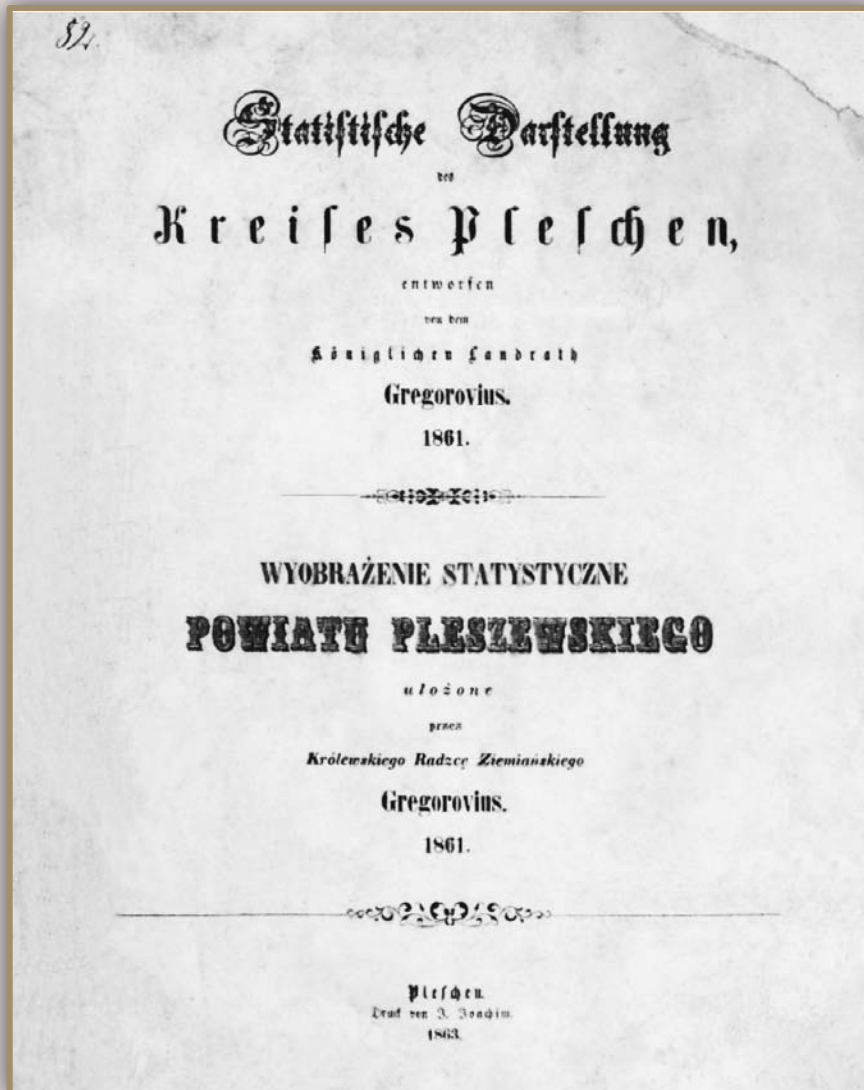 52.
Statistische Darstellung
des
Kreises Pleschen,
entworfen
von dem
Königlichen Landrath
Gregorovius.
1861.
WYOBRAŻENIE STATYSTYCZNE
POWIATU PLESZEWSKIEGO
ułożone
przez
Królewskiego Radzcę Ziemiańskiego
Gregorovius.
1861.
Pleschen.
Druck von J. Joachim.
1863.